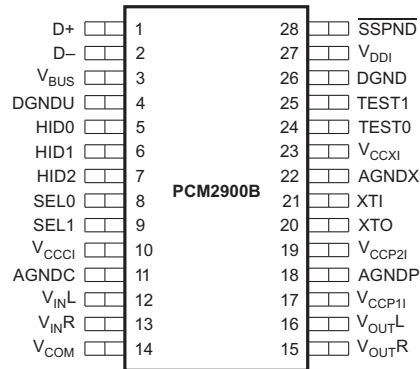 D+ 1 28 SSPND
D– 2 27 VDDI
VBUS 3 26 DGND
DGNDU 4 25 TEST1
HID0 5 24 TEST0
HID1 6 23 VCCXI
HID2 7 22 AGNDX
PCM2900B
SEL0 8 21 XTI
SEL1 9 20 XTO
VCCCI 10 19 VCCP2I
AGNDC 11 18 AGNDP
VINL 12 17 VCCP1I
VINR 13 16 VOUTL
VCOM 14 15 VOUTR